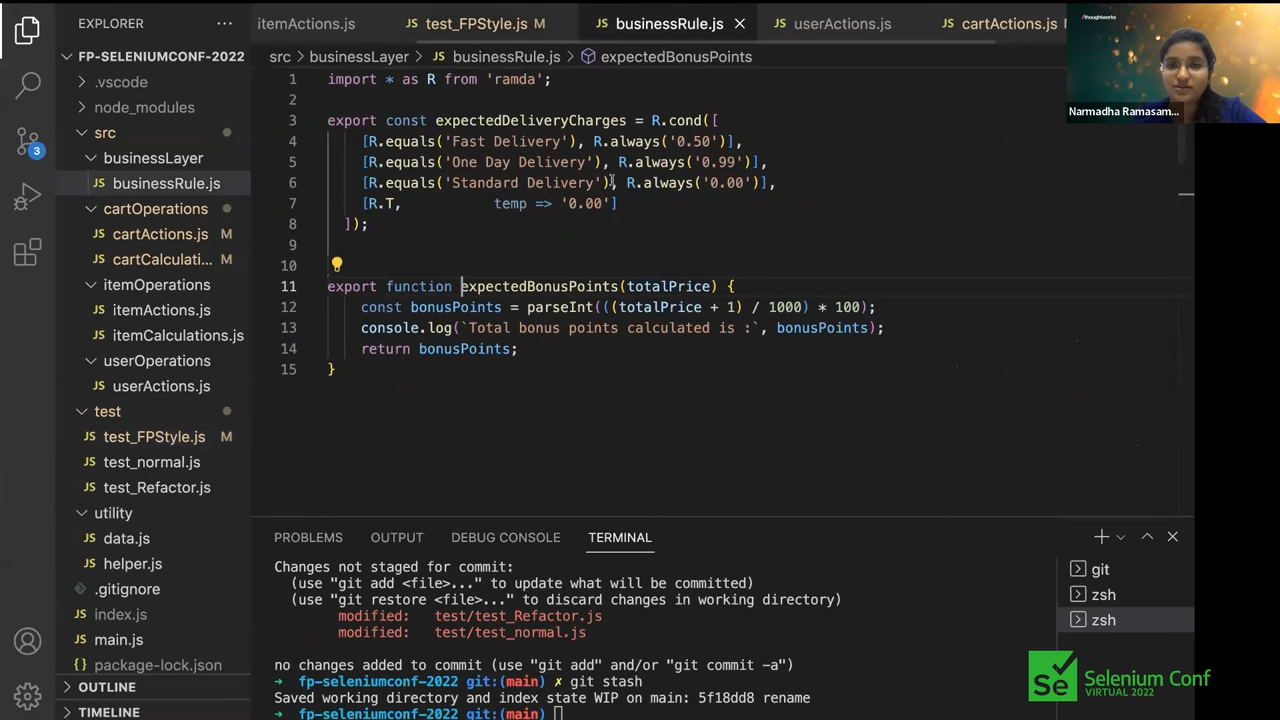 EXPLORER
itemActions.js
test_FPStyle.js M
businessRule.js
userActions.js
cartActions.js M
/thoughtworks
Narmadha Ramasam...
FP-SELENIUMCONF-2022
src > businessLayer > businessRule.js > expectedBonusPoints
.vscode
node_modules
src
businessLayer
businessRule.js
cartOperations
cartActions.js M
cartCalculati... M
itemOperations
itemActions.js
itemCalculations.js
userOperations
userActions.js
test
test_FPStyle.js M
test_normal.js
test_Refactor.js
utility
data.js
helper.js
.gitignore
index.js
main.js
package-lock.json
OUTLINE
TIMELINE
3
1 import * as R from 'ramda';
2
3 export const expectedDeliveryCharges = R.cond([
4 [R.equals('Fast Delivery'), R.always('0.50')],
5 [R.equals('One Day Delivery'), R.always('0.99')],
6 [R.equals('Standard Delivery'), R.always('0.00')],
7 [R.T, temp => '0.00']
8 ]);
9
10
11 export function expectedBonusPoints(totalPrice) {
12 const bonusPoints = parseInt(((totalPrice + 1) / 1000) * 100);
13 console.log(`Total bonus points calculated is :`, bonusPoints);
14 return bonusPoints;
15 }
PROBLEMS OUTPUT DEBUG CONSOLE TERMINAL
Changes not staged for commit:
(use "git add <file>..." to update what will be committed)
(use "git restore <file>..." to discard changes in working directory)
modified: test/test_Refactor.js
modified: test/test_normal.js
no changes added to commit (use "git add" and/or "git commit -a")
➜ fp-seleniumconf-2022 git:(main) ✗ git stash
Saved working directory and index state WIP on main: 5f18dd8 rename
➜ fp-seleniumconf-2022 git:(main)
git
zsh
zsh
Se
Selenium Conf
VIRTUAL 2022